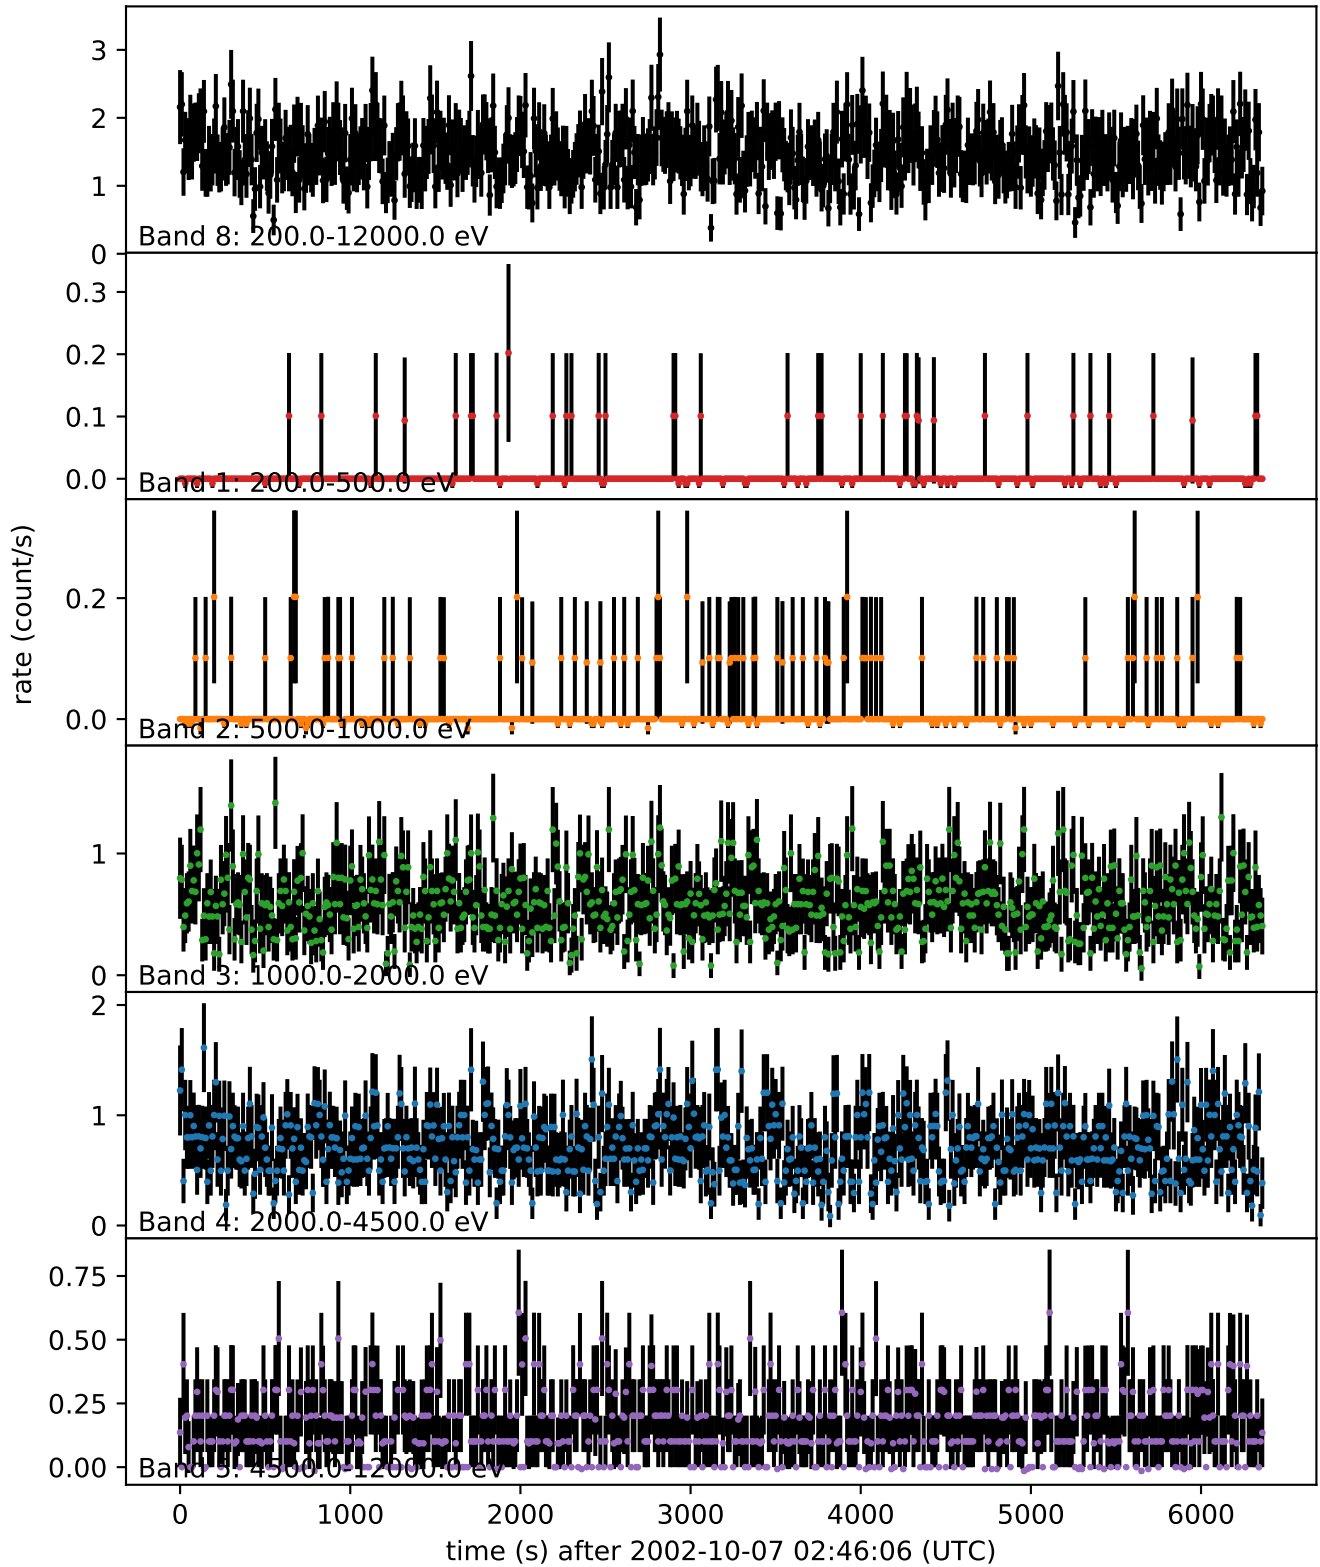 3
2
1
0
Band 8: 200.0-12000.0 eV
0.3
0.2
0.1
0.0
Band 1: 200.0-500.0 eV
rate (count/s)
0.2
0.0
Band 2: 500.0-1000.0 eV
1
0
Band 3: 1000.0-2000.0 eV
2
1
0
Band 4: 2000.0-4500.0 eV
0.75
0.50
0.25
0.00
Band 5: 4500.0-12000.0 eV
0 1000 2000 3000 4000 5000 6000
time (s) after 2002-10-07 02:46:06 (UTC)